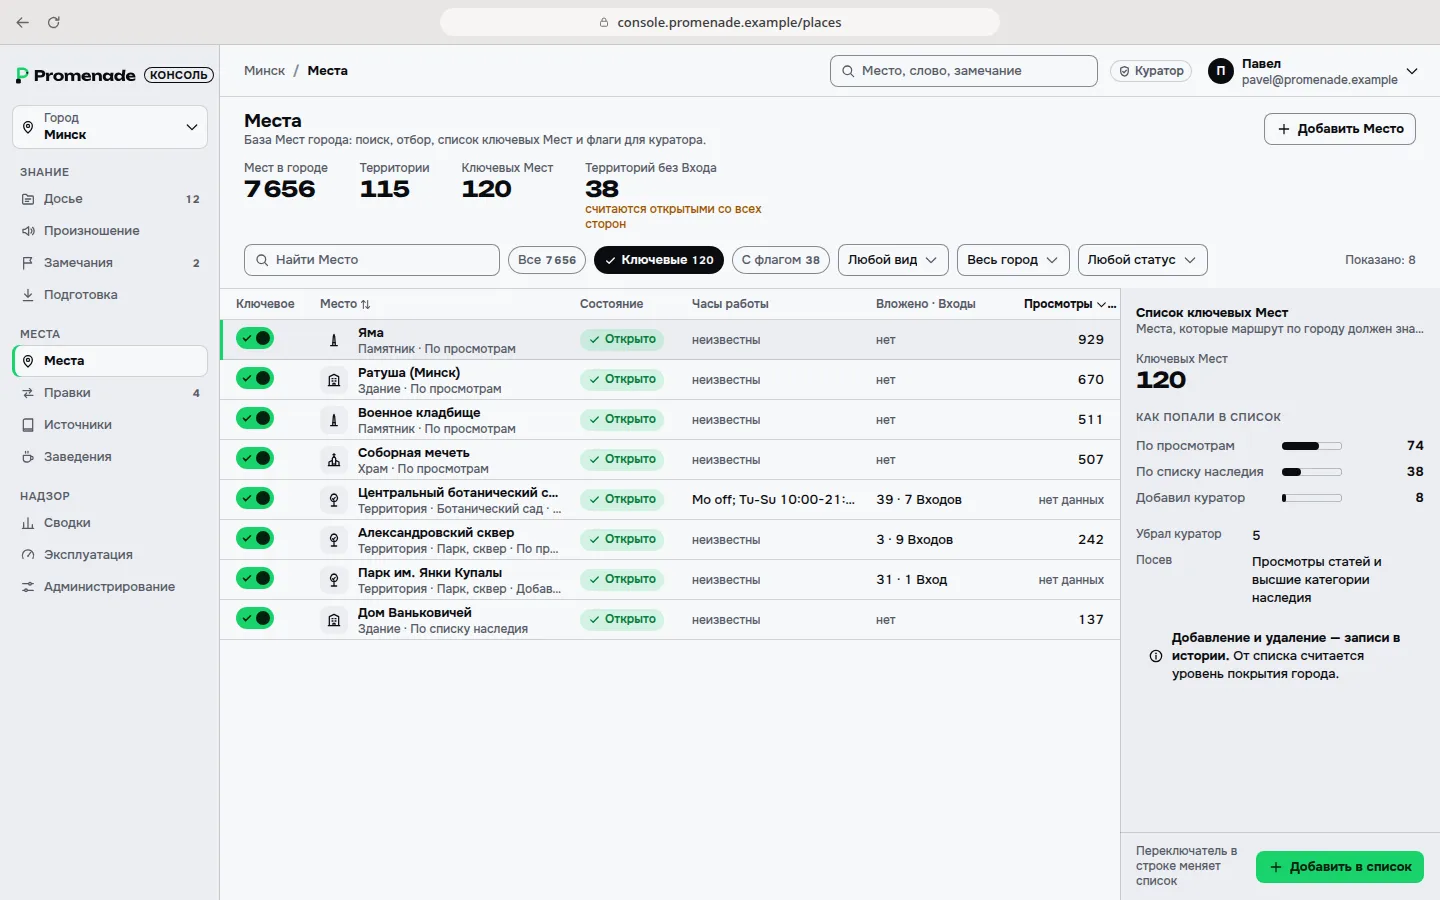 console.promenade.example/places
Promenade КОНСОЛЬ
Город
Минск
ЗНАНИЕ
Досье 12
Произношение
Замечания 2
Подготовка
МЕСТА
Места
Правки 4
Источники
Заведения
НАДЗОР
Сводки
Эксплуатация
Администрирование
Минск / Места
Место, слово, замечание
Куратор
П
Павел
pavel@promenade.example
Места
База Мест города: поиск, отбор, список ключевых Мест и флаги для куратора.
Добавить Место
Мест в городе
7 656
Территории
115
Ключевых Мест
120
Территорий без Входа
38
считаются открытыми со всех
сторон
Найти Место
Все 7 656
Ключевые 120
С флагом 38
Любой вид
Весь город
Любой статус
Показано: 8
Ключевое Место Состояние Часы работы Вложено · Входы Просмотры ...
Яма
Памятник · По просмотрам
Открыто неизвестны нет 929
Ратуша (Минск)
Здание · По просмотрам
Открыто неизвестны нет 670
Военное кладбище
Памятник · По просмотрам
Открыто неизвестны нет 511
Соборная мечеть
Храм · По просмотрам
Открыто неизвестны нет 507
Центральный ботанический с...
Территория · Ботанический сад · ...
Открыто Mo off; Tu-Su 10:00-21:... 39 · 7 Входов нет данных
Александровский сквер
Территория · Парк, сквер · По пр...
Открыто неизвестны 3 · 9 Входов 242
Парк им. Янки Купалы
Территория · Парк, сквер · Добав...
Открыто неизвестны 31 · 1 Вход нет данных
Дом Ваньковичей
Здание · По списку наследия
Открыто неизвестны нет 137
Список ключевых Мест
Места, которые маршрут по городу должен зна...
Ключевых Мест
120
КАК ПОПАЛИ В СПИСОК
По просмотрам 74
По списку наследия 38
Добавил куратор 8
Убрал куратор 5
Посев Просмотры статей и
высшие категории
наследия
Добавление и удаление — записи в
истории. От списка считается
уровень покрытия города.
Переключатель в
строке меняет
список
Добавить в список